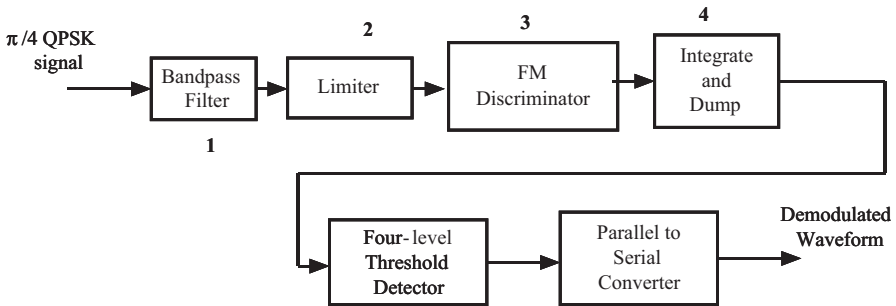 π/4 QPSK
signal
Bandpass
Filter
1
2
Limiter
3
FM
Discriminator
4
Integrate
and
Dump
Four-level
Threshold
Detector
Parallel to
Serial
Converter
Demodulated
Waveform